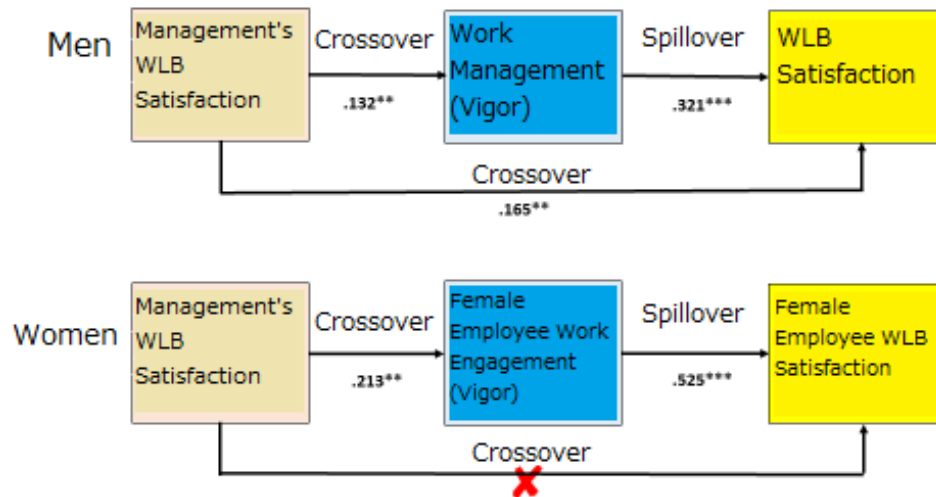 Men
Management's
WLB
Satisfaction
Crossover
.132**
Work
Management
(Vigor)
Spillover
.321***
WLB
Satisfaction
Crossover
.165**
Women
Management's
WLB
Satisfaction
Crossover
.213**
Female
Employee Work
Engagement
(Vigor)
Spillover
.525***
Female
Employee WLB
Satisfaction
Crossover